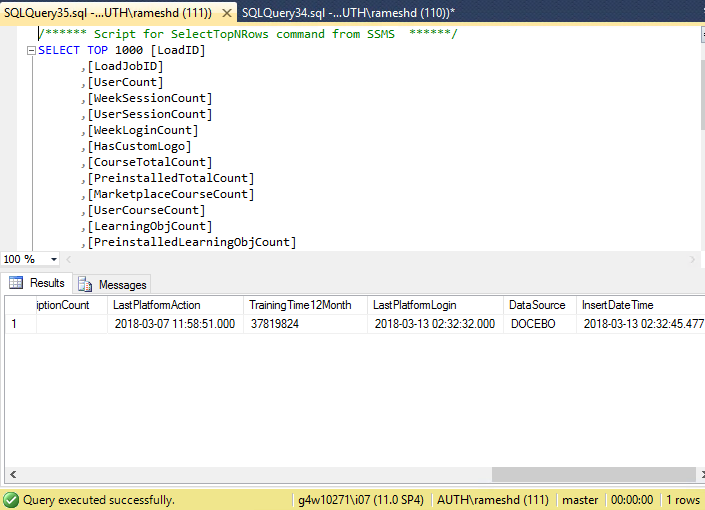 SQLQuery35.sql -...UTH\rameshd (111)) SQLQuery34.sql -...UTH\rameshd (110))*
/****** Script for SelectTopNRows command from SSMS  ******/
SELECT TOP 1000 [LoadID]
,[LoadJobID]
,[UserCount]
,[WeekSessionCount]
,[UserSessionCount]
,[WeekLoginCount]
,[HasCustomLogo]
,[CourseTotalCount]
,[PreinstalledTotalCount]
,[MarketplaceCourseCount]
,[UserCourseCount]
,[LearningObjCount]
,[PreinstalledLearningObjCount]
100 %
Results Messages
iptionCount LastPlatformAction TrainingTime12Month LastPlatformLogin DataSource InsertDateTime
1 2018-03-07 11:58:51.000 37819824 2018-03-13 02:32:32.000 DOCEBO 2018-03-13 02:32:45.477
Query executed successfully. g4w10271\i07 (11.0 SP4) AUTH\rameshd (111) master 00:00:00 1 rows